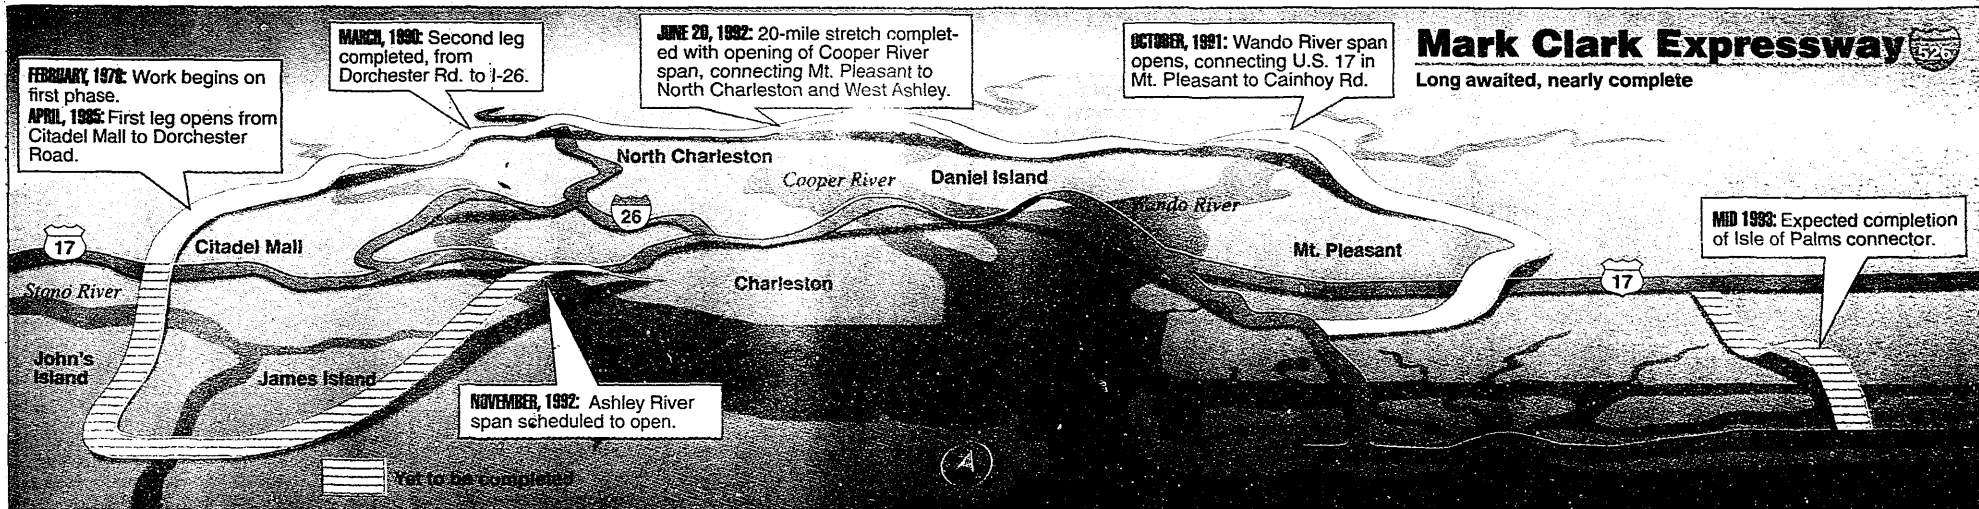 Mark Clark Expressway
526
Long awaited, nearly complete
FEBRUARY, 1978: Work begins on
first phase.
APRIL, 1985: First leg opens from
Citadel Mall to Dorchester
Road.
MARCH, 1990: Second leg
completed, from
Dorchester Rd. to I-26.
JUNE 20, 1992: 20-mile stretch complet-
ed with opening of Cooper River
span, connecting Mt. Pleasant to
North Charleston and West Ashley.
OCTOBER, 1991: Wando River span
opens, connecting U.S. 17 in
Mt. Pleasant to Cainhoy Rd.
MID 1993: Expected completion
of Isle of Palms connector.
North Charleston
Cooper River
Daniel Island
Wando River
26
17
Citadel Mall
Mt. Pleasant
17
Stono River
Charleston
John's
Island
James Island
NOVEMBER, 1992: Ashley River
span scheduled to open.
Yet to be completed